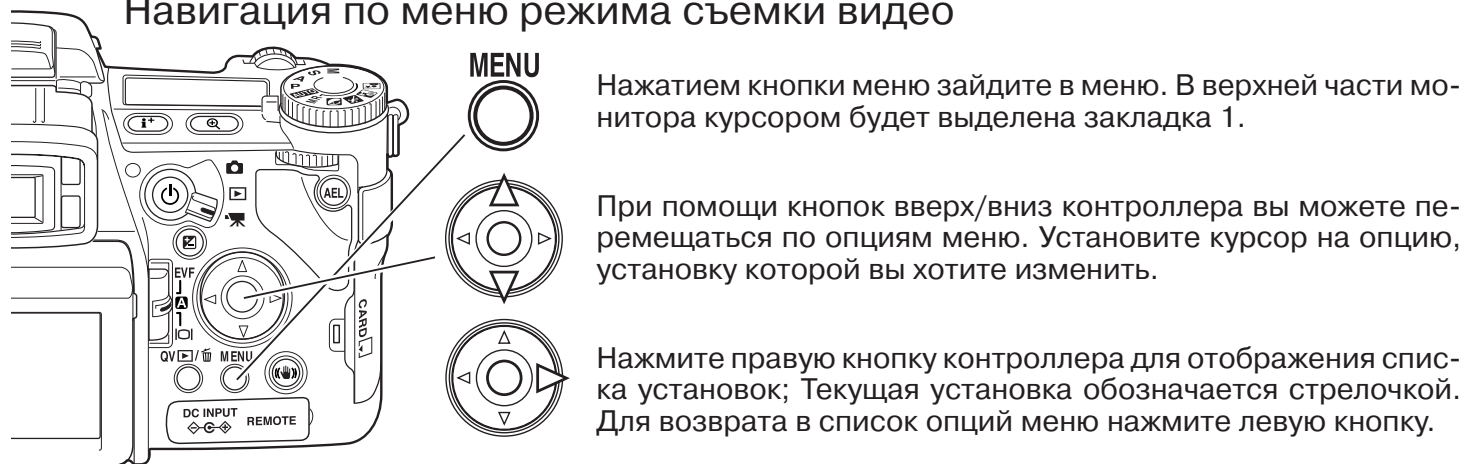 Навигация по меню режима съемки видео
MENU
Нажатием кнопки меню зайдите в меню. В верхней части мо-
нитора курсором будет выделена закладка 1.
При помощи кнопок вверх/вниз контроллера вы можете пе-
ремещаться по опциям меню. Установите курсор на опцию,
установку которой вы хотите изменить.
Нажмите правую кнопку контроллера для отображения спис-
ка установок; Текущая установка обозначается стрелочкой.
Для возврата в список опций меню нажмите левую кнопку.
M
S
A
P
AUTO
i+
AEL
EVF
A
CARD
QV / MENU
DC INPUT
REMOTE